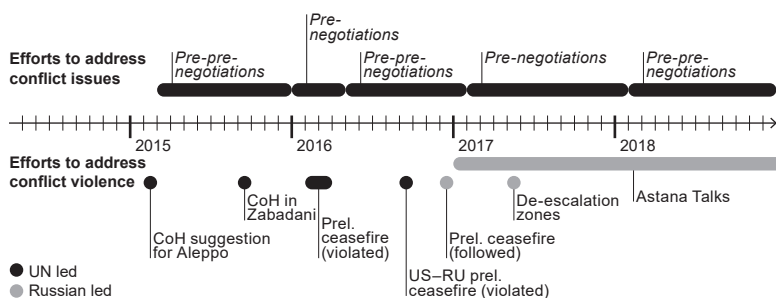 Pre-
negotiations
Efforts to address
conflict issues
Pre-pre-
negotiations
Pre-pre-
negotiations
Pre-negotiations
Pre-pre-
negotiations
2015
2016
2017
2018
Efforts to address
conflict violence
CoH in
Zabadani
De-escalation
zones
Astana Talks
CoH suggestion
for Aleppo
Prel.
ceasefire
(violated)
Prel. ceasefire
(followed)
US–RU prel.
ceasefire (violated)
UN led
Russian led